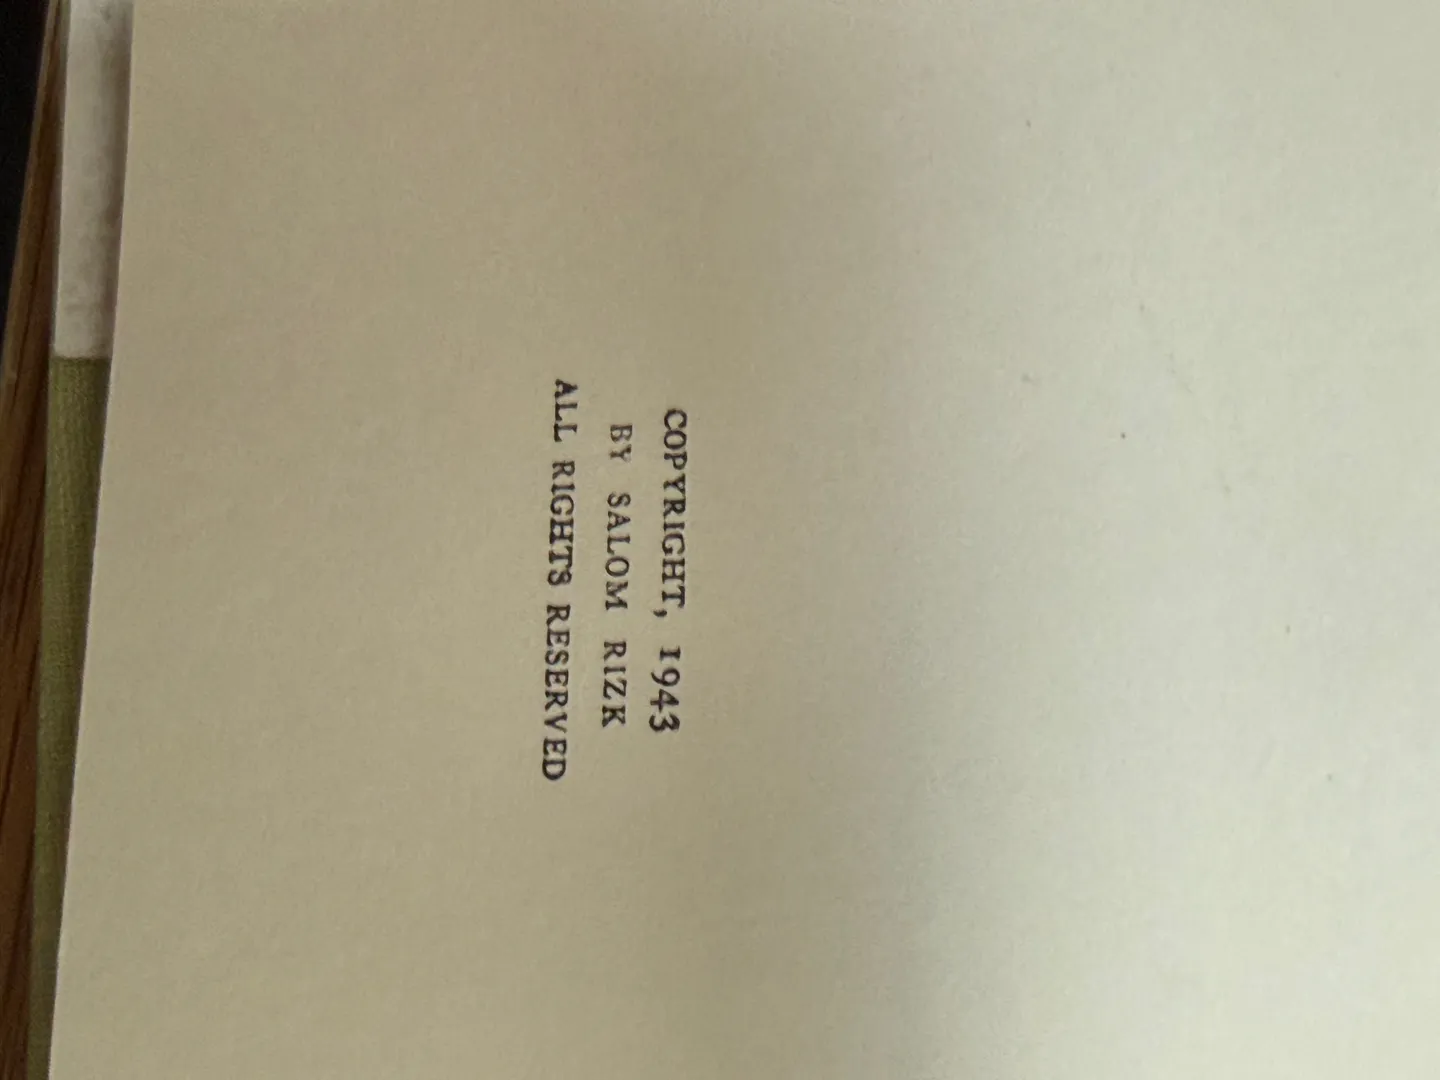 COPYRIGHT, 1943
BY SALOM RIZK
ALL RIGHTS RESERVED